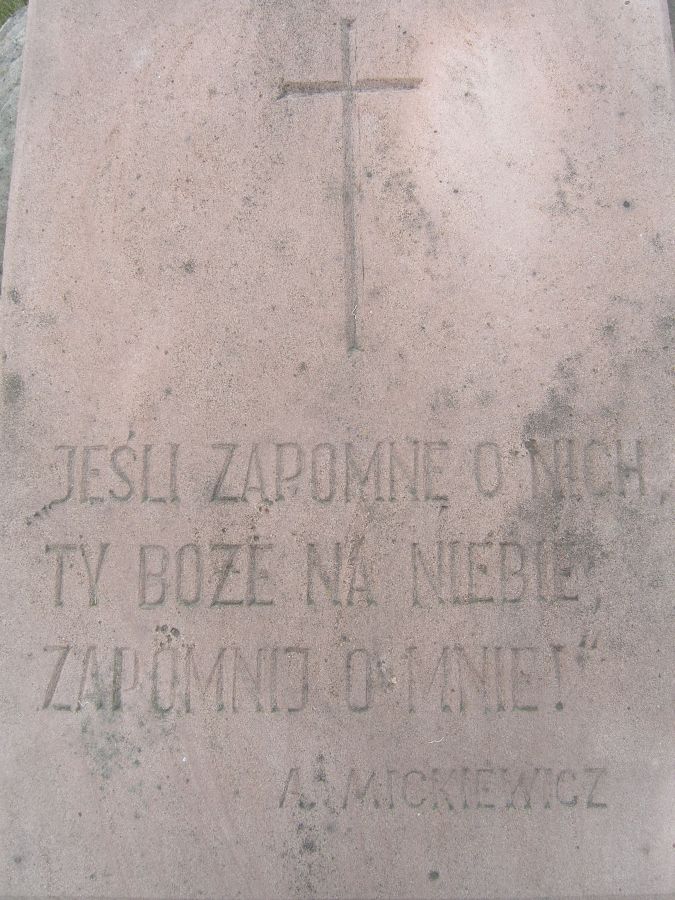 „JEŚLI ZAPOMNĘ O NICH,
TY BOŻE NA NIEBIE,
ZAPOMNIJ O MNIE!“
A. MICKIEWICZ